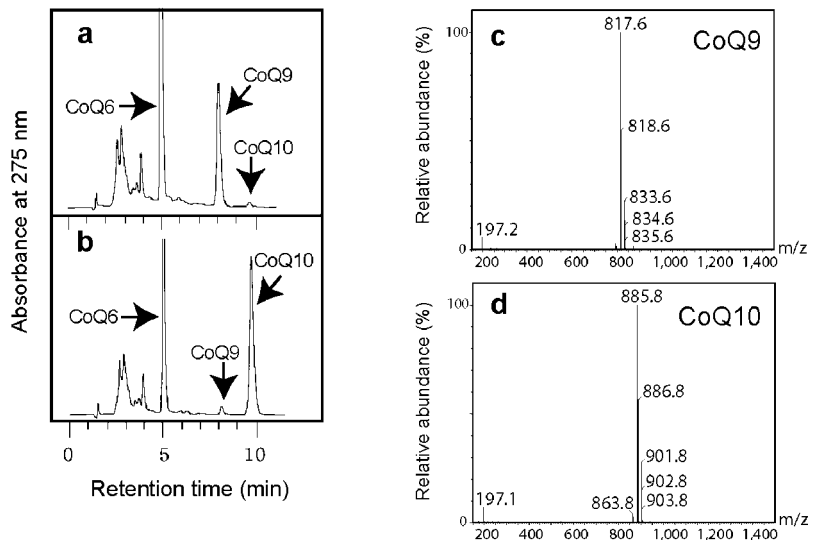 a
CoQ9
CoQ6
CoQ10
b
CoQ10
CoQ6
CoQ9
0 5 10
Retention time (min)
Absorbance at 275 nm
c
CoQ9
100
817.6
818.6
833.6
834.6
835.6
197.2
0
200 400 600 800 1,000 1,200 1,400 m/z
Relative abundance (%)
d
CoQ10
100
885.8
886.8
901.8
902.8
903.8
863.8
197.1
0
200 400 600 800 1,000 1,200 1,400 m/z
Relative abundance (%)